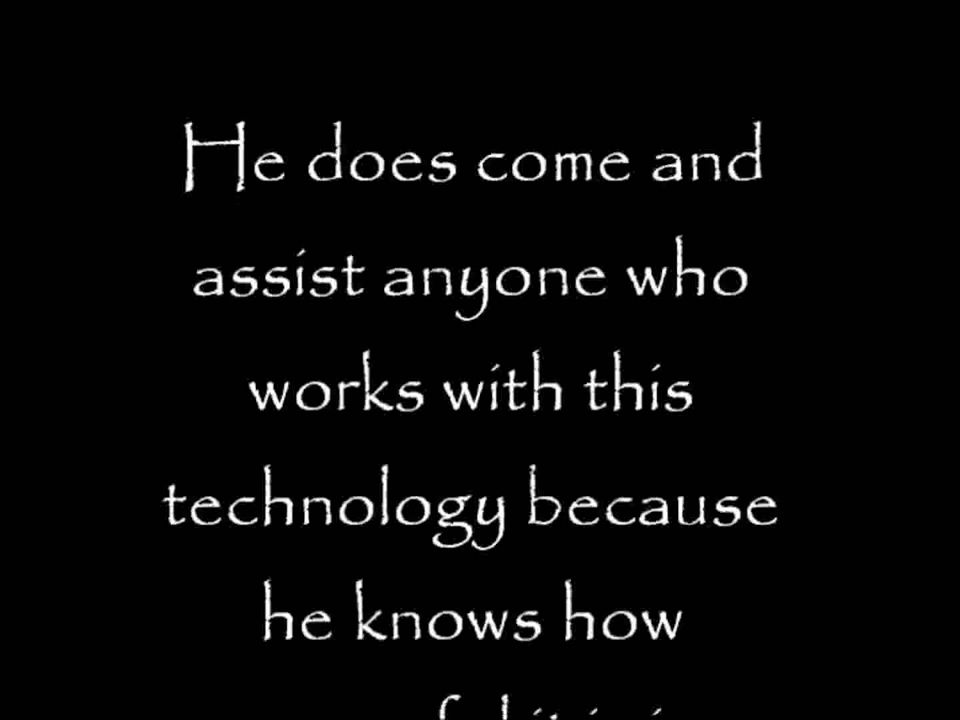 He does come and
assist anyone who
works with this
technology because
he knows how